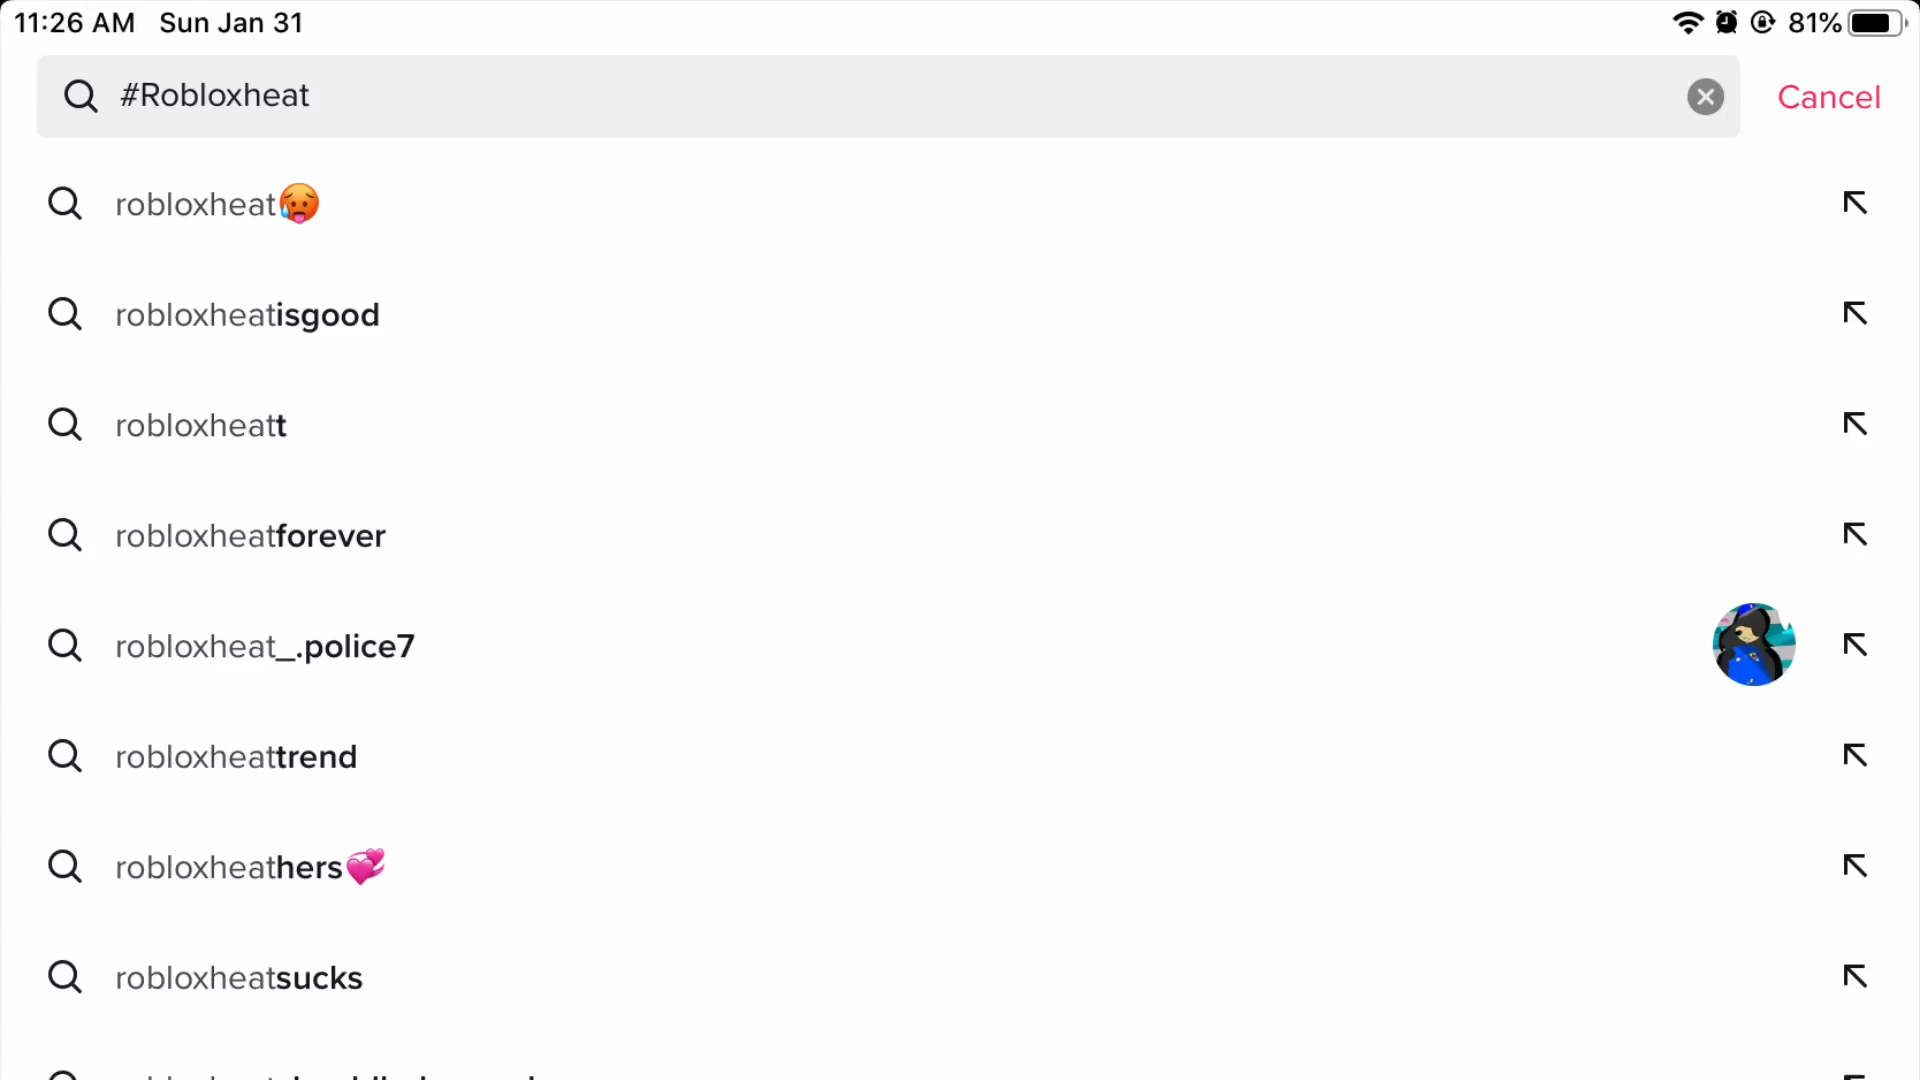 11:26 AM Sun Jan 31 81%
#Robloxheat Cancel
robloxheat🥵
robloxheatisgood
robloxheatt
robloxheatforever
robloxheat_.police7
robloxheattrend
robloxheathers💞
robloxheatsucks